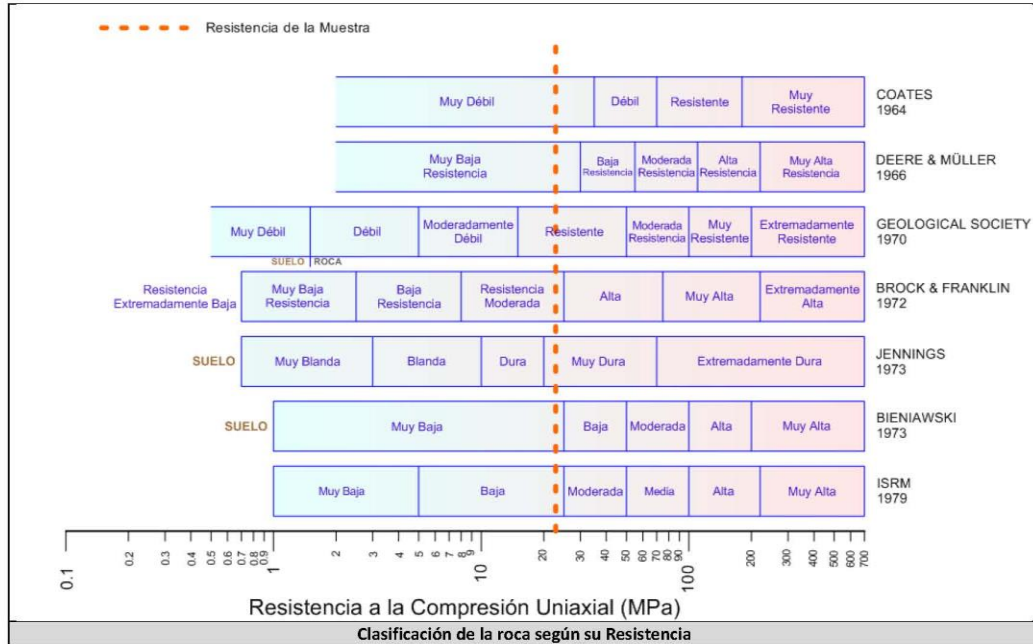 Resistencia de la Muestra
Muy Débil
Débil
Resistente
Muy
Resistente
COATES
1964
Muy Baja
Resistencia
Baja
Resistencia
Moderada
Resistencia
Alta
Resistencia
Muy Alta
Resistencia
DEERE & MÜLLER
1966
Muy Débil
Débil
Moderadamente
Débil
Resistente
Moderada
Resistencia
Muy
Resistente
Extremadamente
Resistente
GEOLOGICAL SOCIETY
1970
SUELO ROCA
Resistencia
Extremadamente Baja
Muy Baja
Resistencia
Baja
Resistencia
Resistencia
Moderada
Alta
Muy Alta
Extremadamente
Alta
BROCK & FRANKLIN
1972
SUELO
Muy Blanda
Blanda
Dura
Muy Dura
Extremadamente Dura
JENNINGS
1973
SUELO
Muy Baja
Baja
Moderada
Alta
Muy Alta
BIENIAWSKI
1973
Muy Baja
Baja
Moderada
Media
Alta
Muy Alta
ISRM
1979
0.1 0.2 0.3 0.4 0.5 0.6 0.7 0.8 0.9 1 2 3 4 5 6 7 8 9 10 20 30 40 50 60 70 80 90 100 200 300 400 500 600 700
Resistencia a la Compresión Uniaxial (MPa)
Clasificación de la roca según su Resistencia